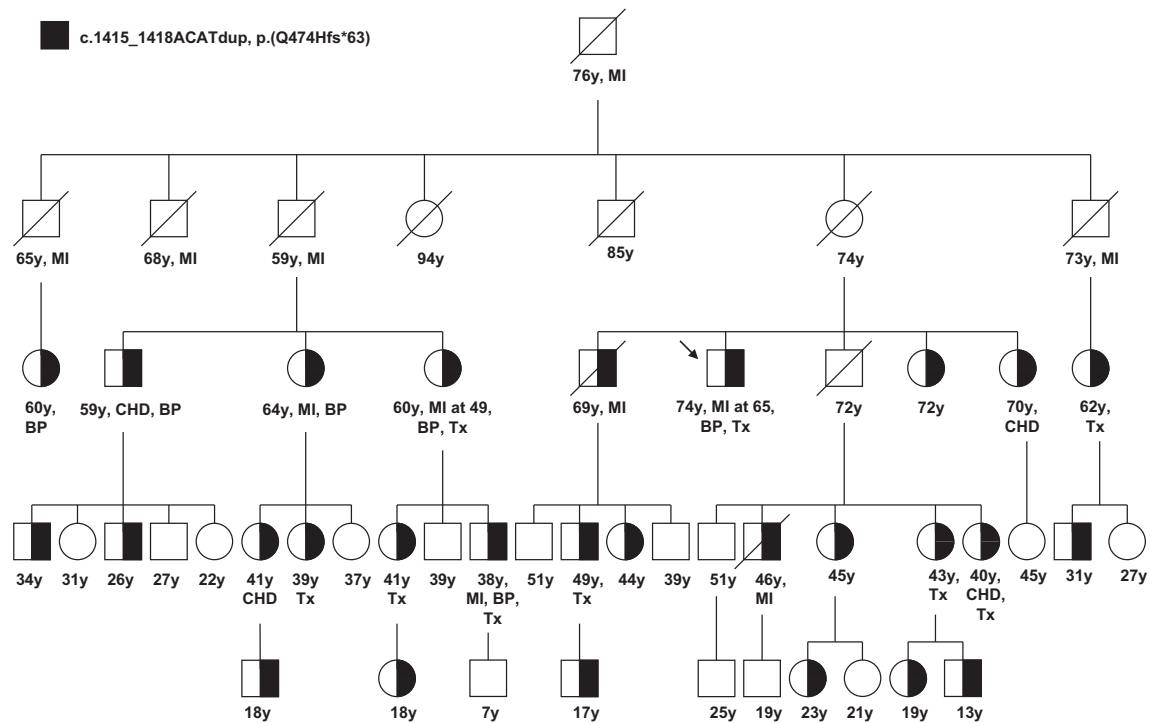 c.1415_1418ACATdup, p.(Q474Hfs*63)
76y, MI
65y, MI 68y, MI 59y, MI 94y 85y 74y 73y, MI
60y, 59y, CHD, BP 64y, MI, BP 60y, MI at 49, 69y, MI 74y, MI at 65, 72y 72y 70y, 62y,
BP BP, Tx BP, Tx CHD Tx
34y 31y 26y 27y 22y 41y 39y 37y 41y 39y 38y, 51y 49y, 44y 39y 51y 46y, 45y 43y, 40y, 45y 31y 27y
CHD Tx Tx MI, BP, Tx MI Tx CHD,
Tx Tx
18y 18y 7y 17y 25y 19y 23y 21y 19y 13y